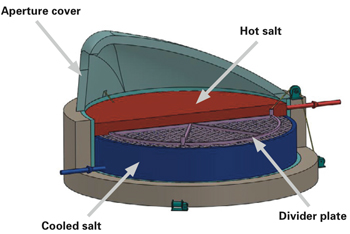 Aperture cover
Hot salt
Cooled salt
Divider plate